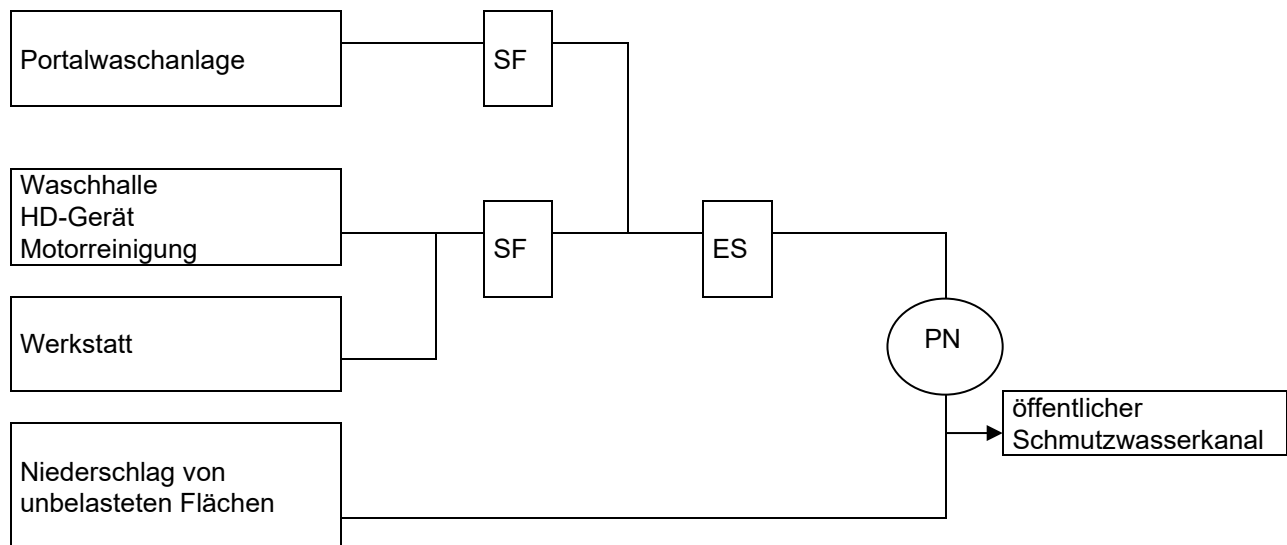 Portalwaschanlage
SF
Waschhalle
HD-Gerät
Motorreinigung
SF
ES
Werkstatt
PN
öffentlicher
Schmutzwasserkanal
Niederschlag von
unbelasteten Flächen